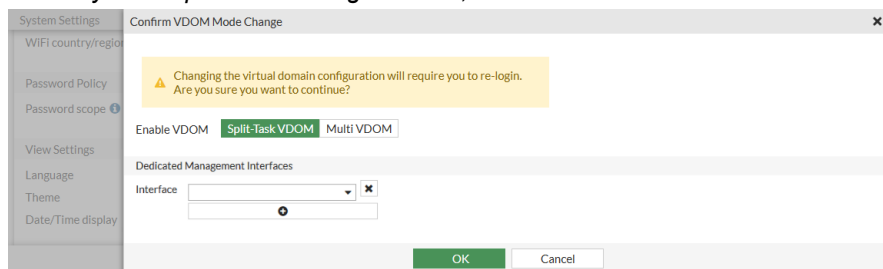 System Settings
Confirm VDOM Mode Change
WiFi country/region
Changing the virtual domain configuration will require you to re-login.
Are you sure you want to continue?
Password Policy
Password scope
Enable VDOM Split-Task VDOM Multi VDOM
View Settings
Dedicated Management Interfaces
Language
Interface
Theme
Date/Time display
OK Cancel